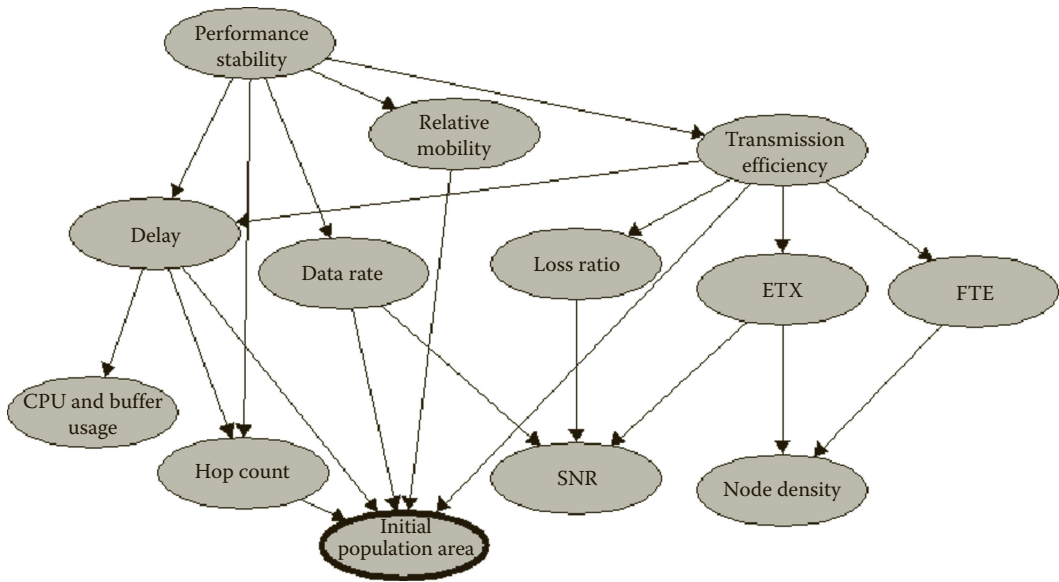 Performance
stability
Relative
mobility
Transmission
efficiency
Delay
Data rate
Loss ratio
ETX
FTE
CPU and buffer
usage
Hop count
SNR
Node density
Initial
population area